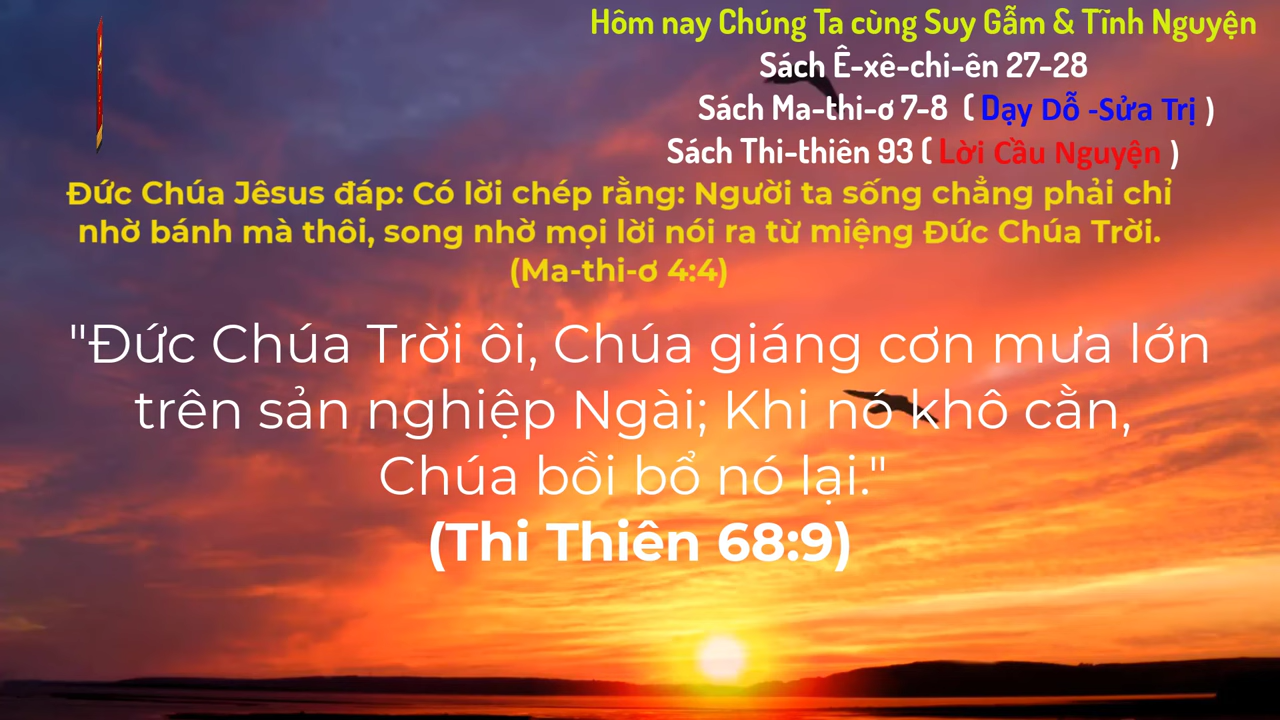 Hôm nay Chúng Ta cùng Suy Gẫm & Tĩnh Nguyện
Sách Ê-xê-chi-ên 27-28
Sách Ma-thi-ơ 7-8 ( Dạy Dỗ -Sửa Trị )
Sách Thi-thiên 93 ( Lời Cầu Nguyện )
Đức Chúa Jêsus đáp: Có lời chép rằng: Người ta sống chẳng phải chỉ
nhờ bánh mà thôi, song nhờ mọi lời nói ra từ miệng Đức Chúa Trời.
(Ma-thi-ơ 4:4)
"Đức Chúa Trời ôi, Chúa giáng cơn mưa lớn
trên sản nghiệp Ngài; Khi nó khô cằn,
Chúa bồi bổ nó lại."
(Thi Thiên 68:9)